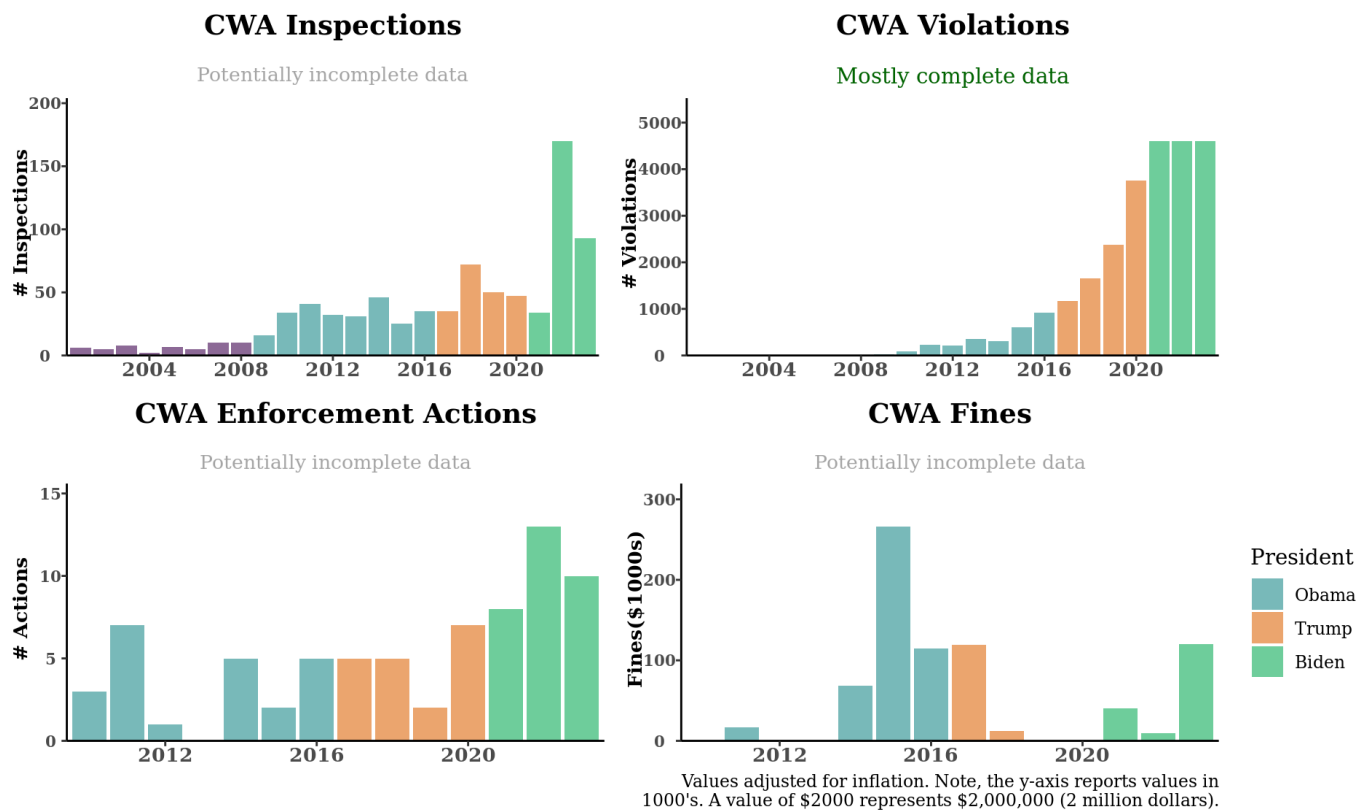 CWA Inspections
Potentially incomplete data
# Inspections
200
150
100
50
0
2004 2008 2012 2016 2020
CWA Violations
Mostly complete data
# Violations
5000
4000
3000
2000
1000
0
2004 2008 2012 2016 2020
CWA Enforcement Actions
Potentially incomplete data
# Actions
15
10
5
0
2012 2016 2020
CWA Fines
Potentially incomplete data
Fines($1000s)
300
200
100
0
2012 2016 2020
President
Obama
Trump
Biden
Values adjusted for inflation. Note, the y-axis reports values in
1000's. A value of $2000 represents $2,000,000 (2 million dollars).